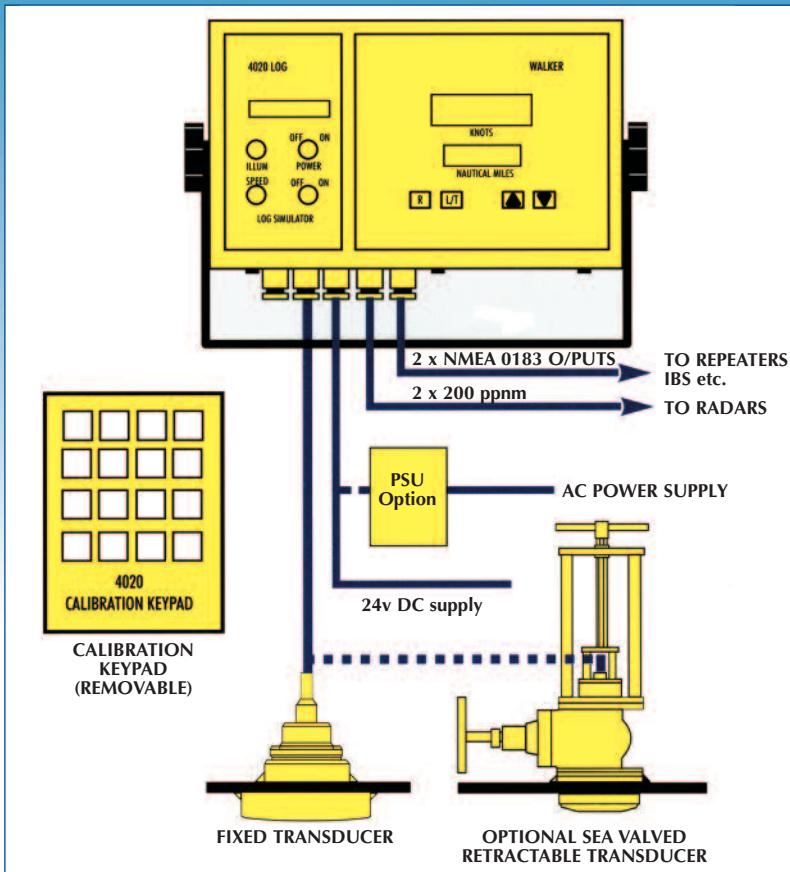 4020 LOG
WALKER
KNOTS
OFF ON
ILLUM POWER
NAUTICAL MILES
SPEED OFF ON
R L/T
LOG SIMULATOR
2 x NMEA 0183 O/PUTS
TO REPEATERS
IBS etc.
2 x 200 ppnm
TO RADARS
PSU
Option
AC POWER SUPPLY
4020
CALIBRATION KEYPAD
24v DC supply
CALIBRATION
KEYPAD
(REMOVABLE)
FIXED TRANSDUCER
OPTIONAL SEA VALVED
RETRACTABLE TRANSDUCER